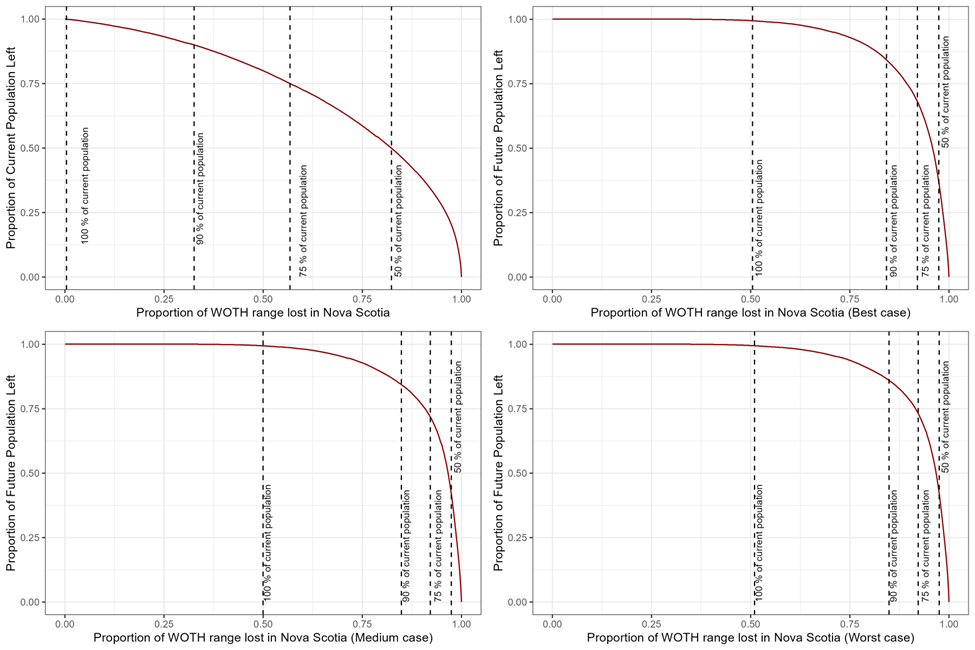 Proportion of Current Population Left
1.00
0.75
0.50
0.25
0.00
100 % of current population
90 % of current population
75 % of current population
50 % of current population
0.00 0.25 0.50 0.75 1.00
Proportion of WOTH range lost in Nova Scotia
Proportion of Future Population Left
1.00
0.75
0.50
0.25
0.00
100 % of current population
90 % of current population
75 % of current population
50 % of current population
0.00 0.25 0.50 0.75 1.00
Proportion of WOTH range lost in Nova Scotia (Best case)
Proportion of Future Population Left
1.00
0.75
0.50
0.25
0.00
100 % of current population
90 % of current population
75 % of current population
50 % of current population
0.00 0.25 0.50 0.75 1.00
Proportion of WOTH range lost in Nova Scotia (Medium case)
Proportion of Future Population Left
1.00
0.75
0.50
0.25
0.00
100 % of current population
90 % of current population
75 % of current population
50 % of current population
0.00 0.25 0.50 0.75 1.00
Proportion of WOTH range lost in Nova Scotia (Worst case)